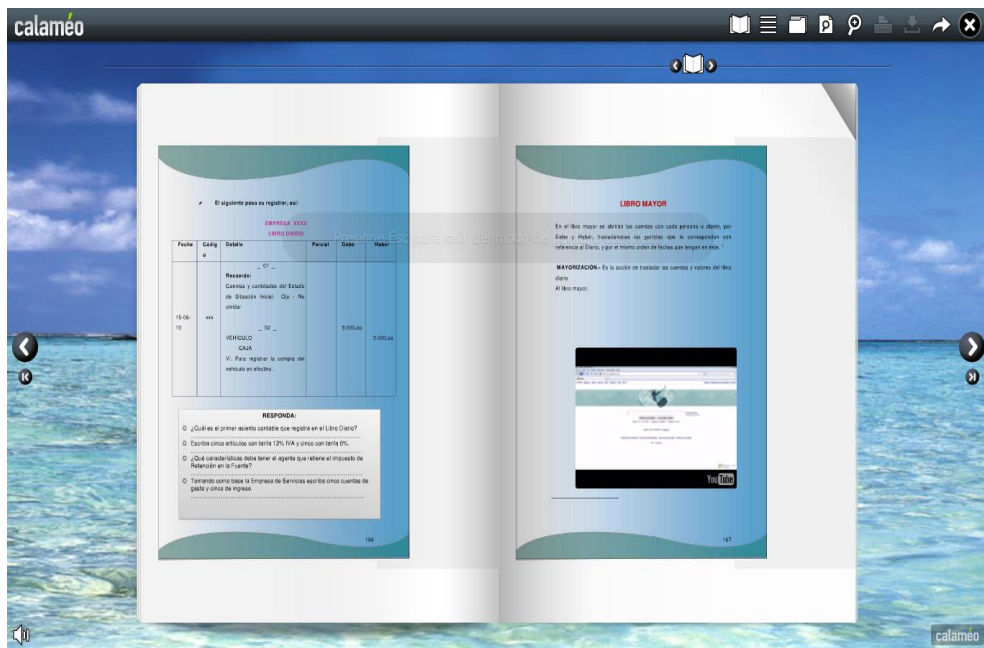 calaméo
El siguiente paso es registrar, así:
EMPRESA XXXX
LIBRO DIARIO
Fecha Códig Detalle Parcial Debe Haber
o
_ 01 _
Recuerde:
Cuentas y cantidades del Estado
de Situación Inicial. Ojo - No
olvidar
15-06- xxx
10 _ 02 _ 5.000,oo
VEHÍCULO 5.000,oo
CAJA
V/. Para registrar la compra del
vehículo en efectivo.
RESPONDA:
¿Cuál es el primer asiento contable que registra en el Libro Diario?
Escriba cinco artículos con tarifa 12% IVA y cinco con tarifa 0%.
¿Qué características debe tener el agente que retiene el impuesto de
Retención en la Fuente?
Tomando como base la Empresa de Servicios escriba cinco cuentas de
gasto y cinco de ingreso
166
Presione Esc para salir del modo de
LIBRO MAYOR
En el libro mayor se abrirán las cuentas con cada persona u objeto, por
Debe y Haber, trasladándose las partidas que le correspondan con
referencia al Diario, y por el mismo orden de fechas que tengan en éste.
MAYORIZACIÓN.- Es la acción de trasladar las cuentas y valores del libro
diario
Al libro mayor.
YouTube
167
calaméo